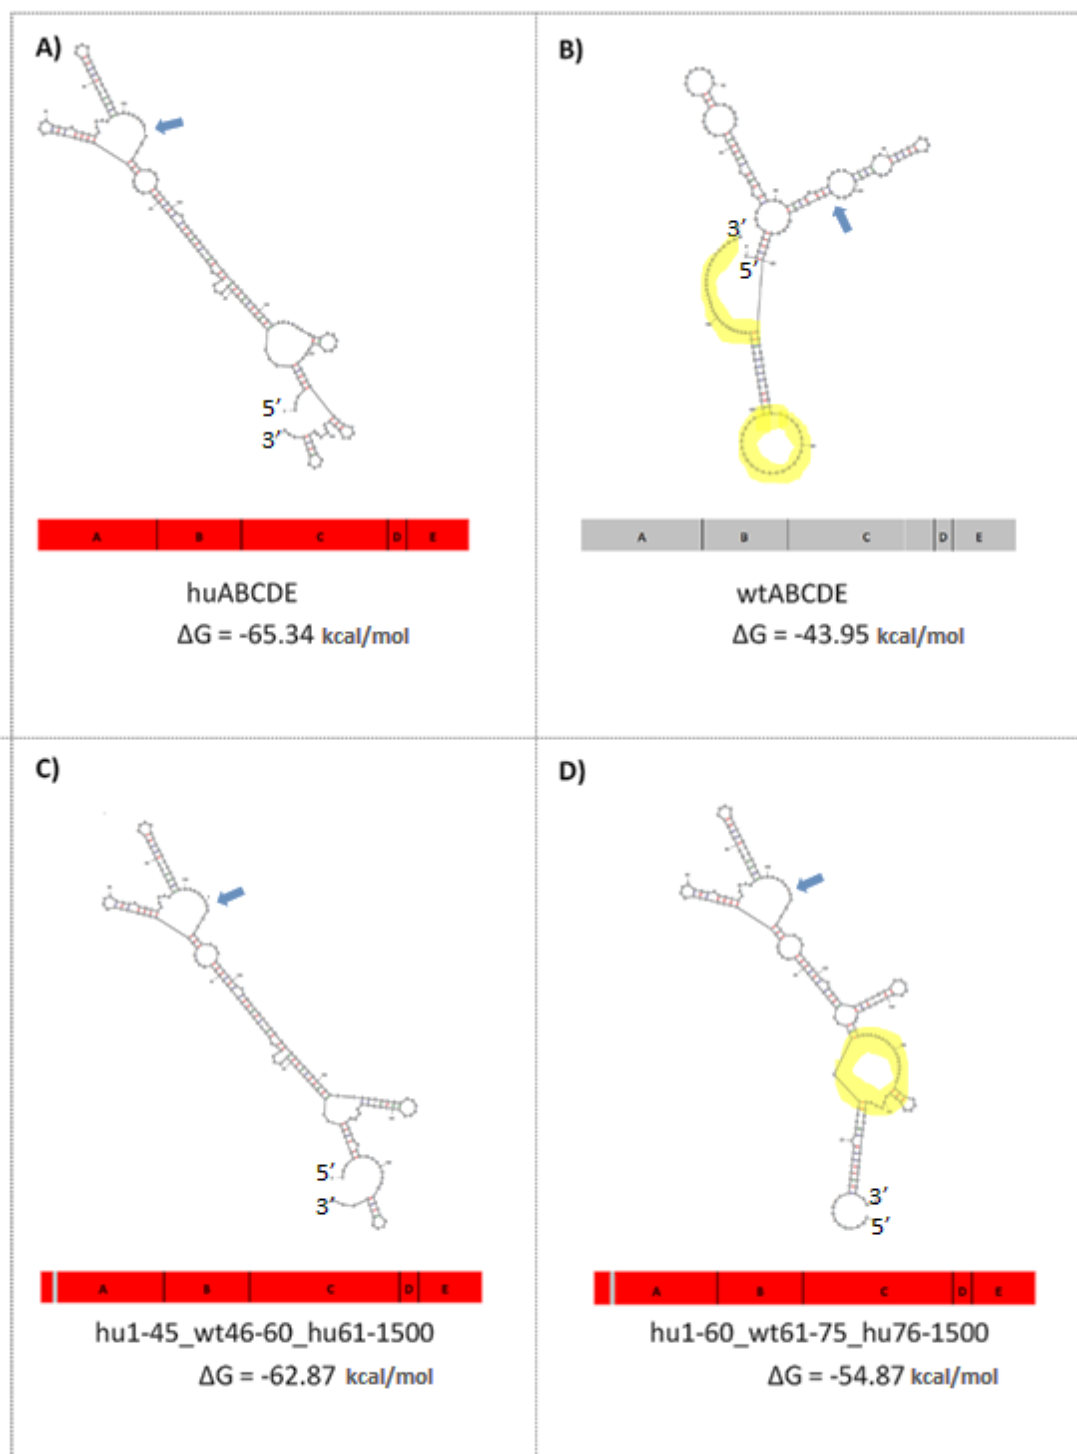 A)
5'
3'
A B C D E
huABCDE
ΔG = -65.34 kcal/mol
B)
3'
5'
A B C D E
wtABCDE
ΔG = -43.95 kcal/mol
C)
5'
3'
A B C D E
hu1-45_wt46-60_hu61-1500
ΔG = -62.87 kcal/mol
D)
3'
5'
A B C D E
hu1-60_wt61-75_hu76-1500
ΔG = -54.87 kcal/mol